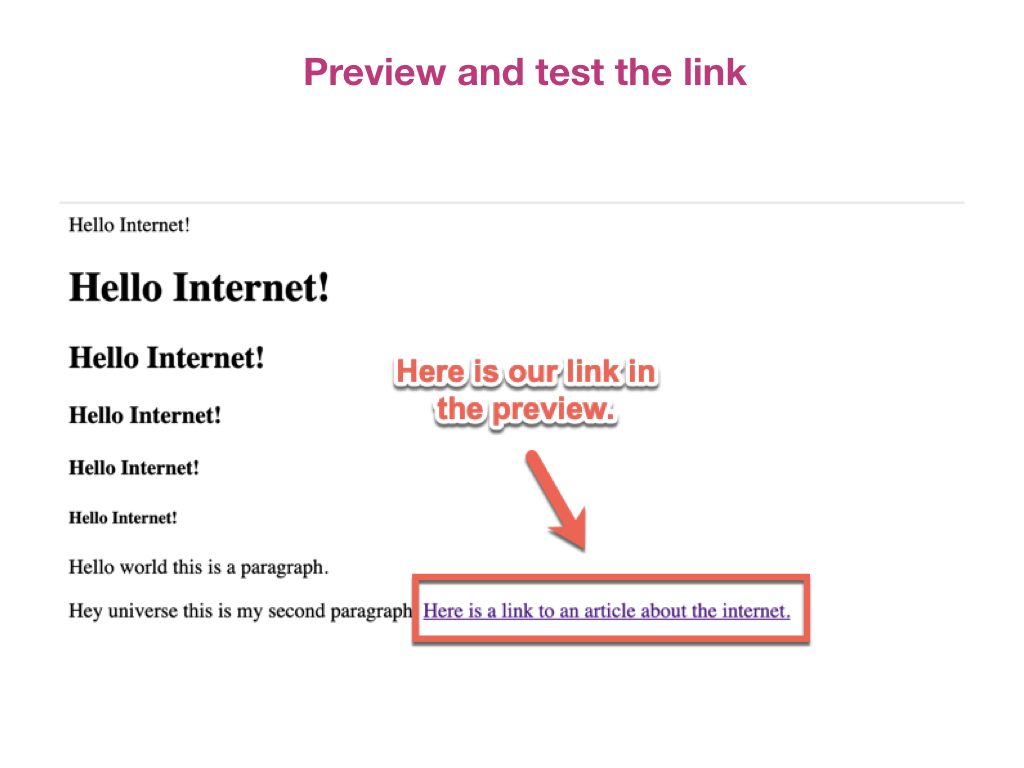 Preview and test the link
Hello Internet!
Hello Internet!
Hello Internet!
Hello Internet!
Hello Internet!
Hello Internet!
Here is our link in
the preview.
Hello world this is a paragraph.
Hey universe this is my second paragraph Here is a link to an article about the internet.